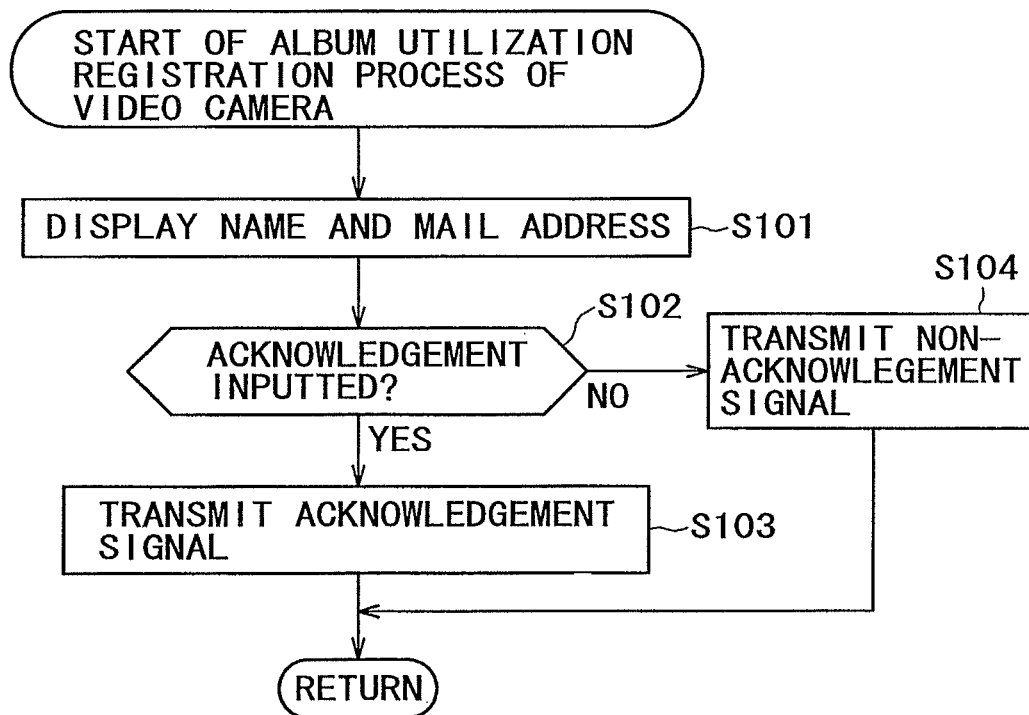 START OF ALBUM UTILIZATION
REGISTRATION PROCESS OF
VIDEO CAMERA
DISPLAY NAME AND MAIL ADDRESS
S101
S104
S102
ACKNOWLEDGEMENT
INPUTTED?
NO
TRANSMIT NON-
ACKNOWLEGEMENT
SIGNAL
YES
TRANSMIT ACKNOWLEDGEMENT
SIGNAL
S103
RETURN